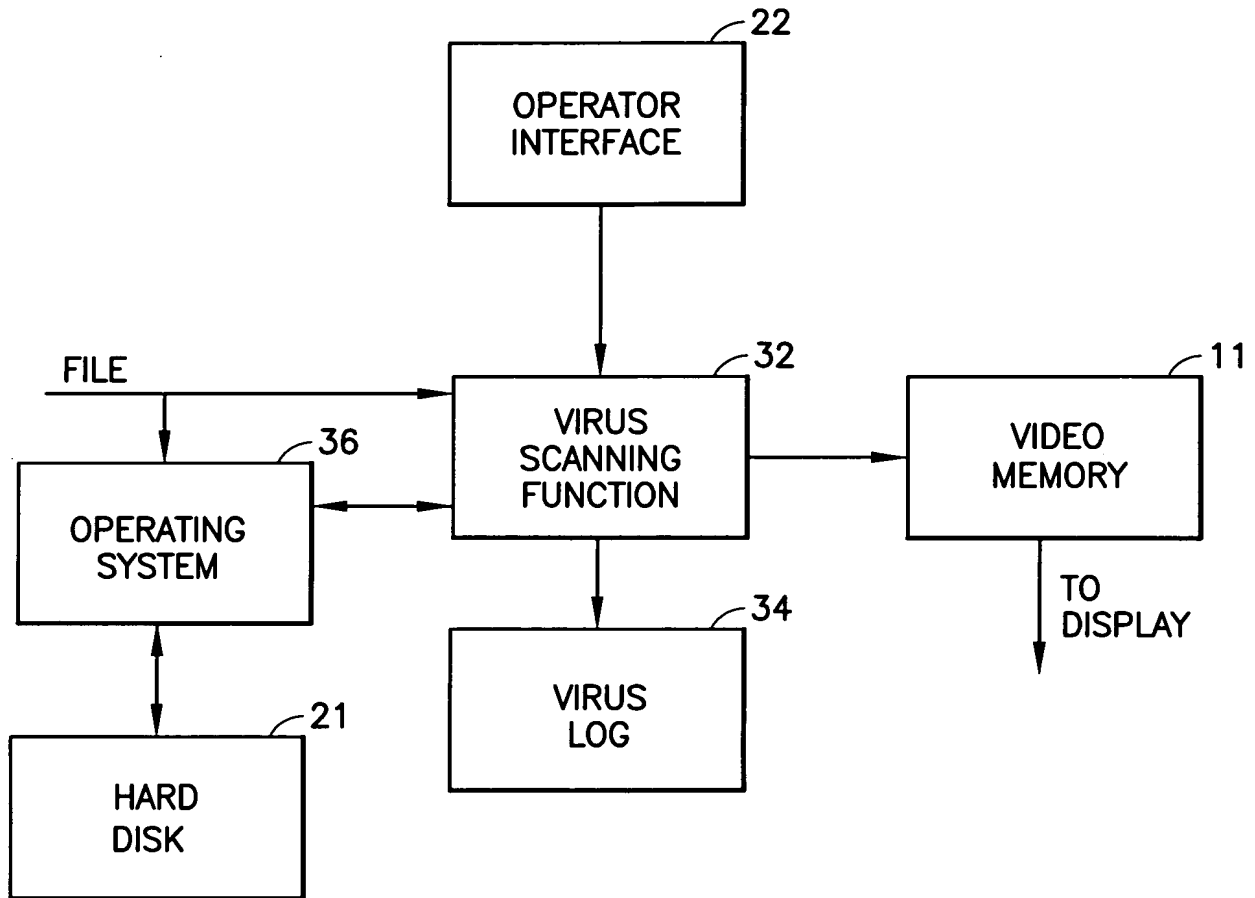 22
OPERATOR
INTERFACE
FILE
32
VIRUS
SCANNING
FUNCTION
11
VIDEO
MEMORY
36
OPERATING
SYSTEM
TO
DISPLAY
34
VIRUS
LOG
21
HARD
DISK